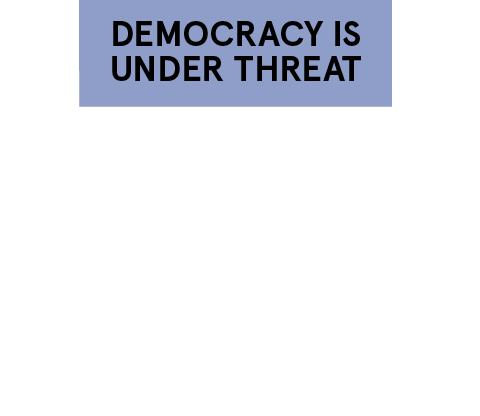 DEMOCRACY IS
UNDER THREAT